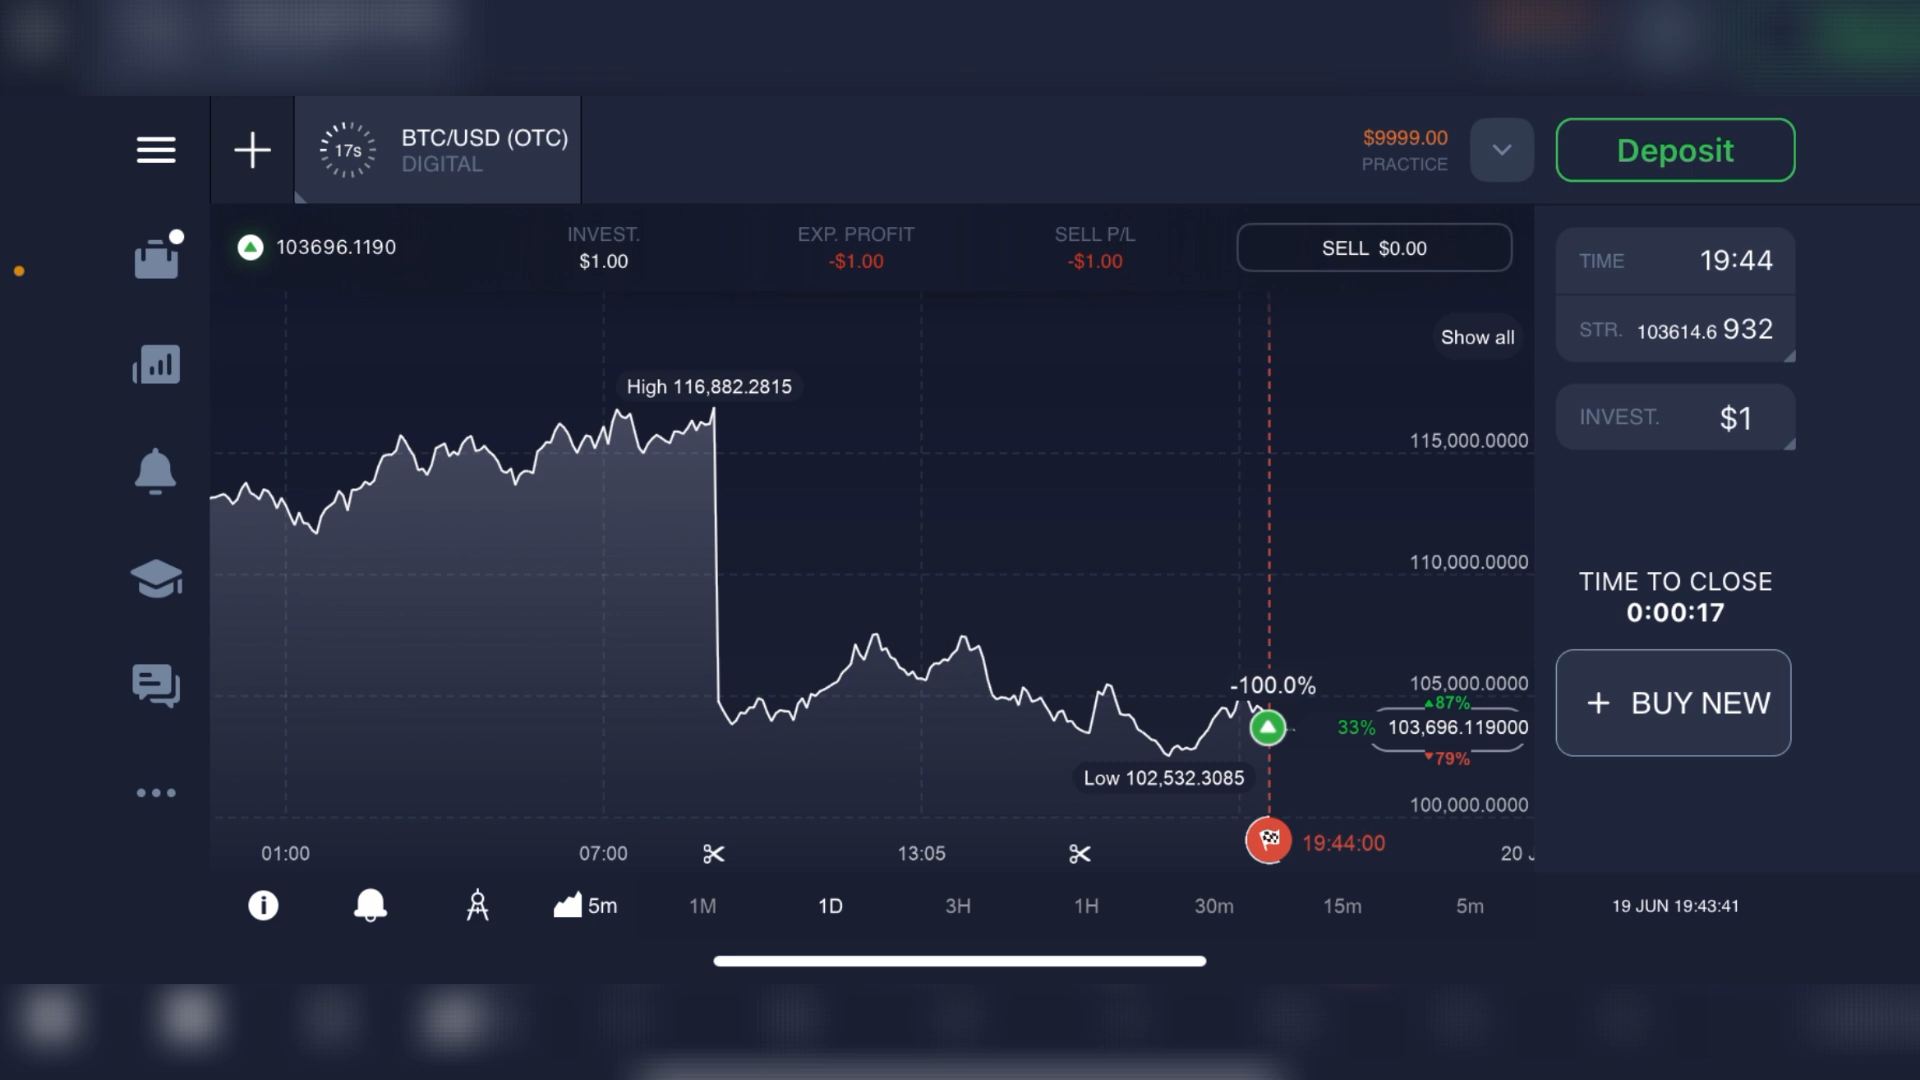 17s
BTC/USD (OTC)
DIGITAL
$9999.00
PRACTICE
Deposit
103696.1190
INVEST.
$1.00
EXP. PROFIT
-$1.00
SELL P/L
-$1.00
SELL $0.00
TIME 19:44
STR. 103614.6 932
INVEST. $1
Show all
High 116,882.2815
115,000.0000
110,000.0000
TIME TO CLOSE
0:00:17
-100.0%
105,000.0000
87%
33% 103,696.119000
79%
+ BUY NEW
Low 102,532.3085
100,000.0000
19:44:00
01:00 07:00 13:05 20 J
5m 1M 1D 3H 1H 30m 15m 5m
19 JUN 19:43:41